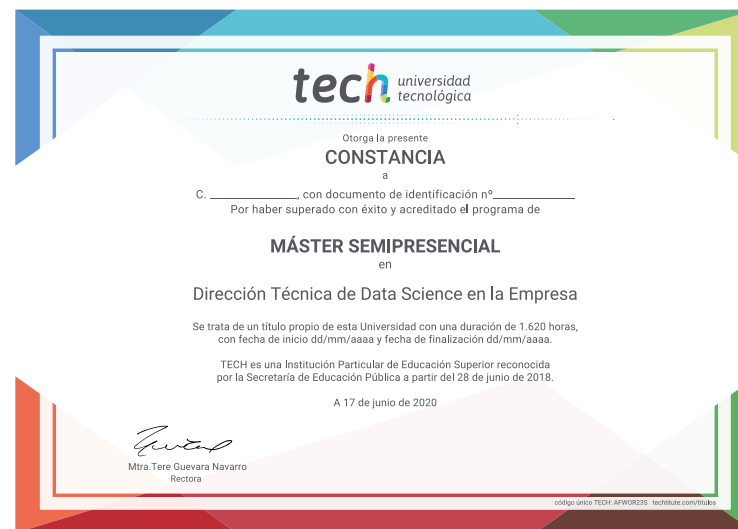 tech universidad
tecnológica
Otorga la presente
CONSTANCIA
a
C. ______________, con documento de identificación nº______________
Por haber superado con éxito y acreditado el programa de
MÁSTER SEMIPRESENCIAL
en
Dirección Técnica de Data Science en la Empresa
Se trata de un título propio de esta Universidad con una duración de 1.620 horas,
con fecha de inicio dd/mm/aaaa y fecha de finalización dd/mm/aaaa.
TECH es una Institución Particular de Educación Superior reconocida
por la Secretaría de Educación Pública a partir del 28 de junio de 2018.
A 17 de junio de 2020
Mtra.Tere Guevara Navarro
Rectora
código único TECH: AFWOR23S techtitute.com/titulos